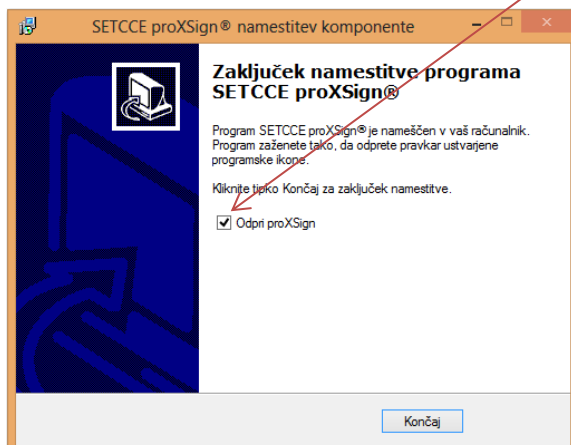 SETCCE proXSign® namestitev komponente
Zaključek namestitve programa
SETCCE proXSign®
Program SETCCE proXSign® je nameščen v vaš računalnik.
Program zaženete tako, da odprete pravkar ustvarjene
programske ikone.
Kliknite tipko Končaj za zaključek namestitve.
Odpri proXSign
Končaj